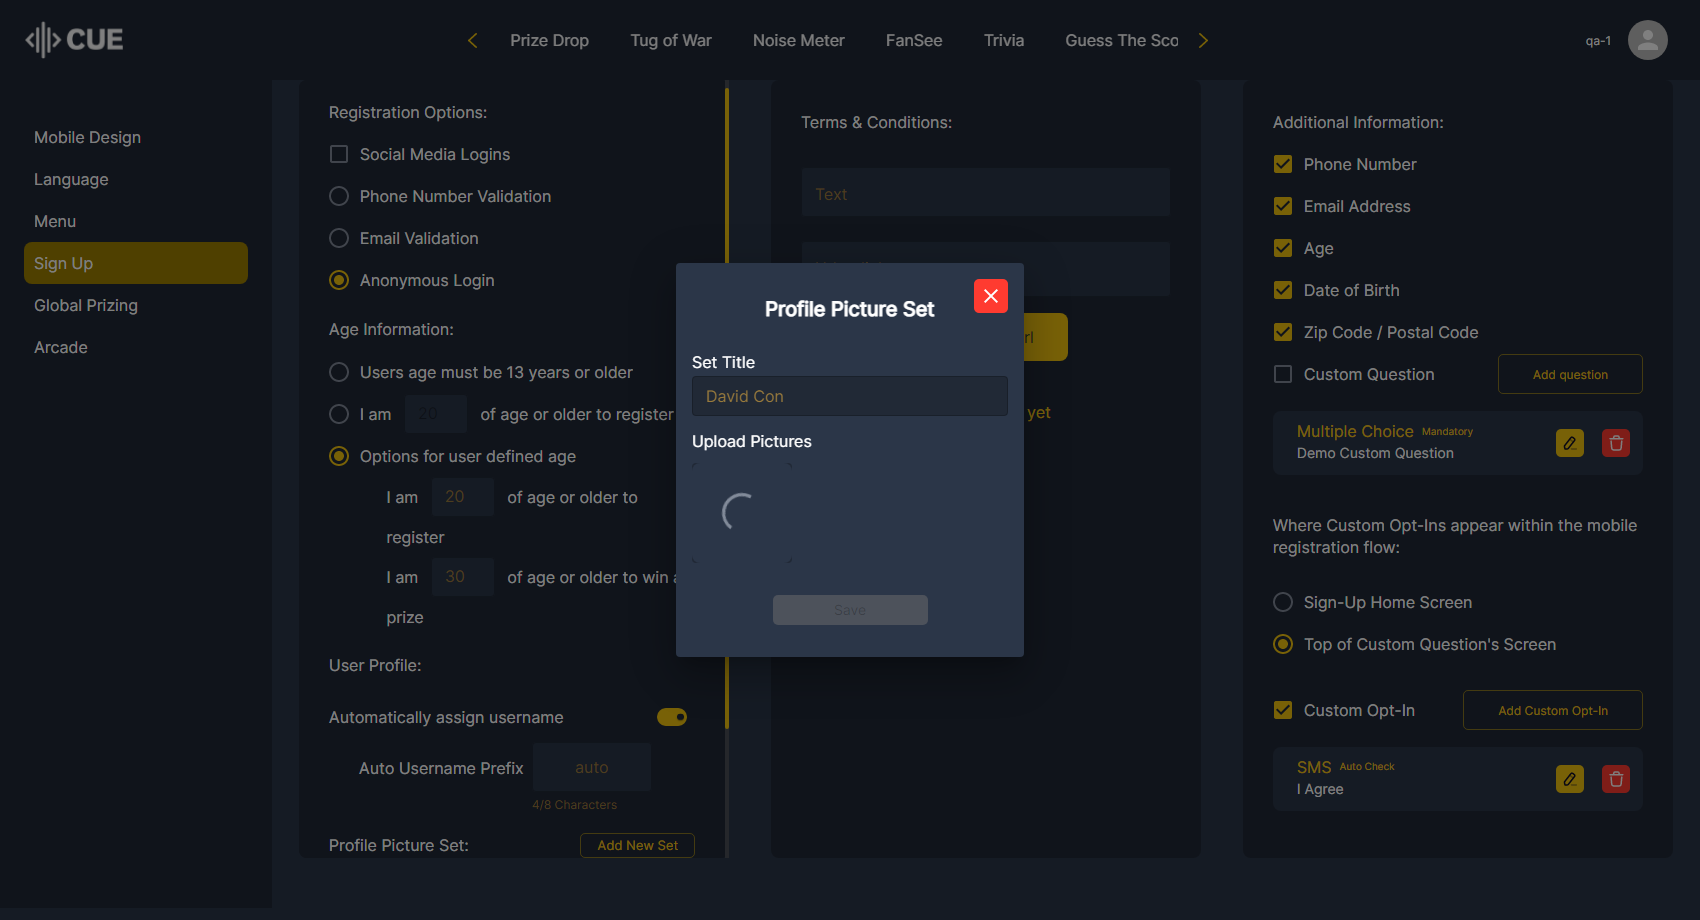 CUE
Prize Drop
Tug of War
Noise Meter
FanSee
Trivia
Guess The Sco
qa-1
Mobile Design
Language
Menu
Sign Up
Global Prizing
Arcade
Registration Options:
Social Media Logins
Phone Number Validation
Email Validation
Anonymous Login
Age Information:
Users age must be 13 years or older
I am 20 of age or older to register
Options for user defined age
I am 20 of age or older to
register
I am 30 of age or older to win a
prize
User Profile:
Automatically assign username
Auto Username Prefix auto
4/8 Characters
Profile Picture Set:
Add New Set
Terms & Conditions:
Text
rl
yet
Profile Picture Set
Set Title
David Con
Upload Pictures
Save
Additional Information:
Phone Number
Email Address
Age
Date of Birth
Zip Code / Postal Code
Custom Question
Add question
Multiple Choice Mandatory
Demo Custom Question
Where Custom Opt-Ins appear within the mobile
registration flow:
Sign-Up Home Screen
Top of Custom Question's Screen
Custom Opt-In
Add Custom Opt-In
SMS Auto Check
I Agree